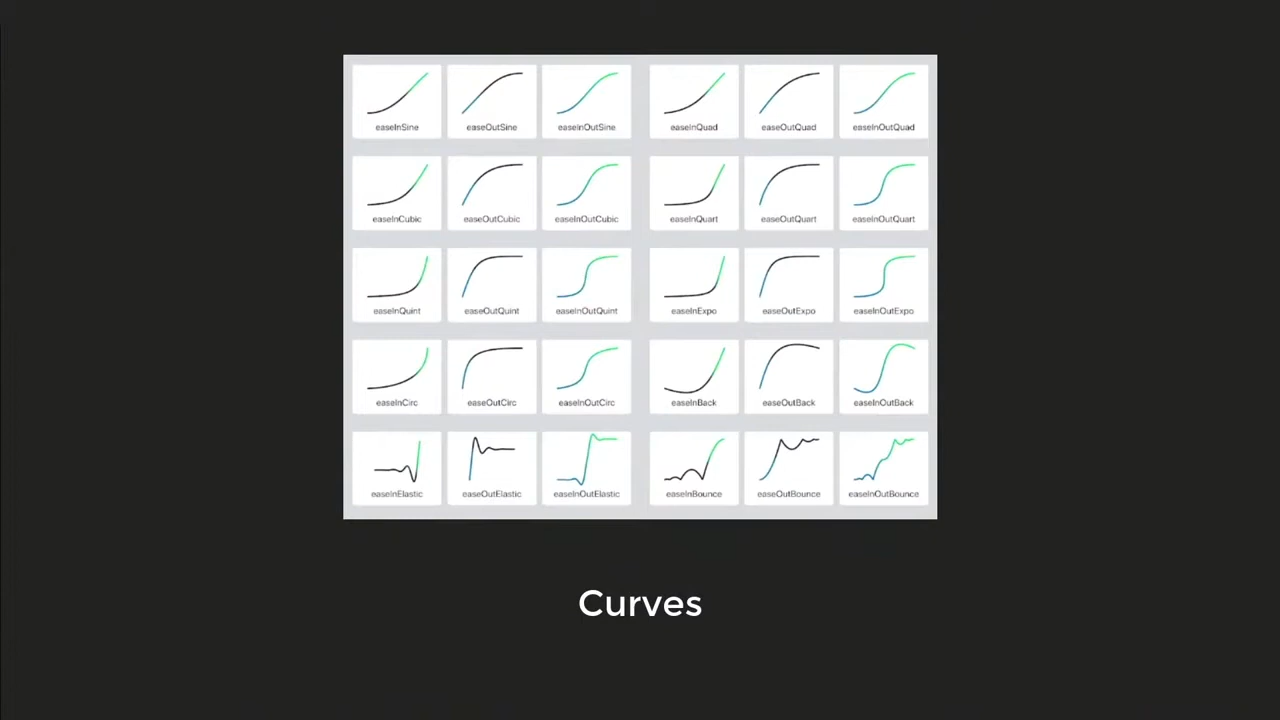 easeInSine easeOutSine easeInOutSine easeInQuad easeOutQuad easeInOutQuad
easeInCubic easeOutCubic easeInOutCubic easeInQuart easeOutQuart easeInOutQuart
easeInQuint easeOutQuint easeInOutQuint easeInExpo easeOutExpo easeInOutExpo
easeInCirc easeOutCirc easeInOutCirc easeInBack easeOutBack easeInOutBack
easeInElastic easeOutElastic easeInOutElastic easeInBounce easeOutBounce easeInOutBounce
Curves